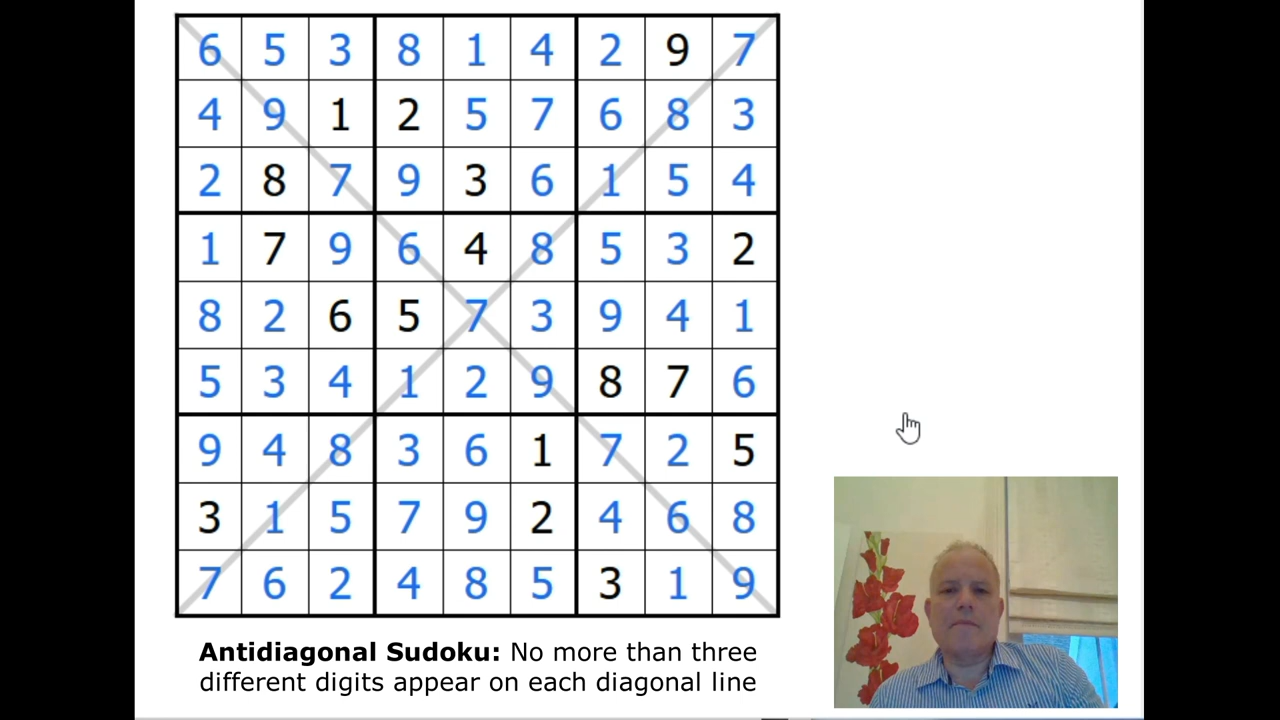 6 5 3 8 1 4 2 9 7
4 9 1 2 5 7 6 8 3
2 8 7 9 3 6 1 5 4
1 7 9 6 4 8 5 3 2
8 2 6 5 7 3 9 4 1
5 3 4 1 2 9 8 7 6
9 4 8 3 6 1 7 2 5
3 1 5 7 9 2 4 6 8
7 6 2 4 8 5 3 1 9
Antidiagonal Sudoku: No more than three
different digits appear on each diagonal line